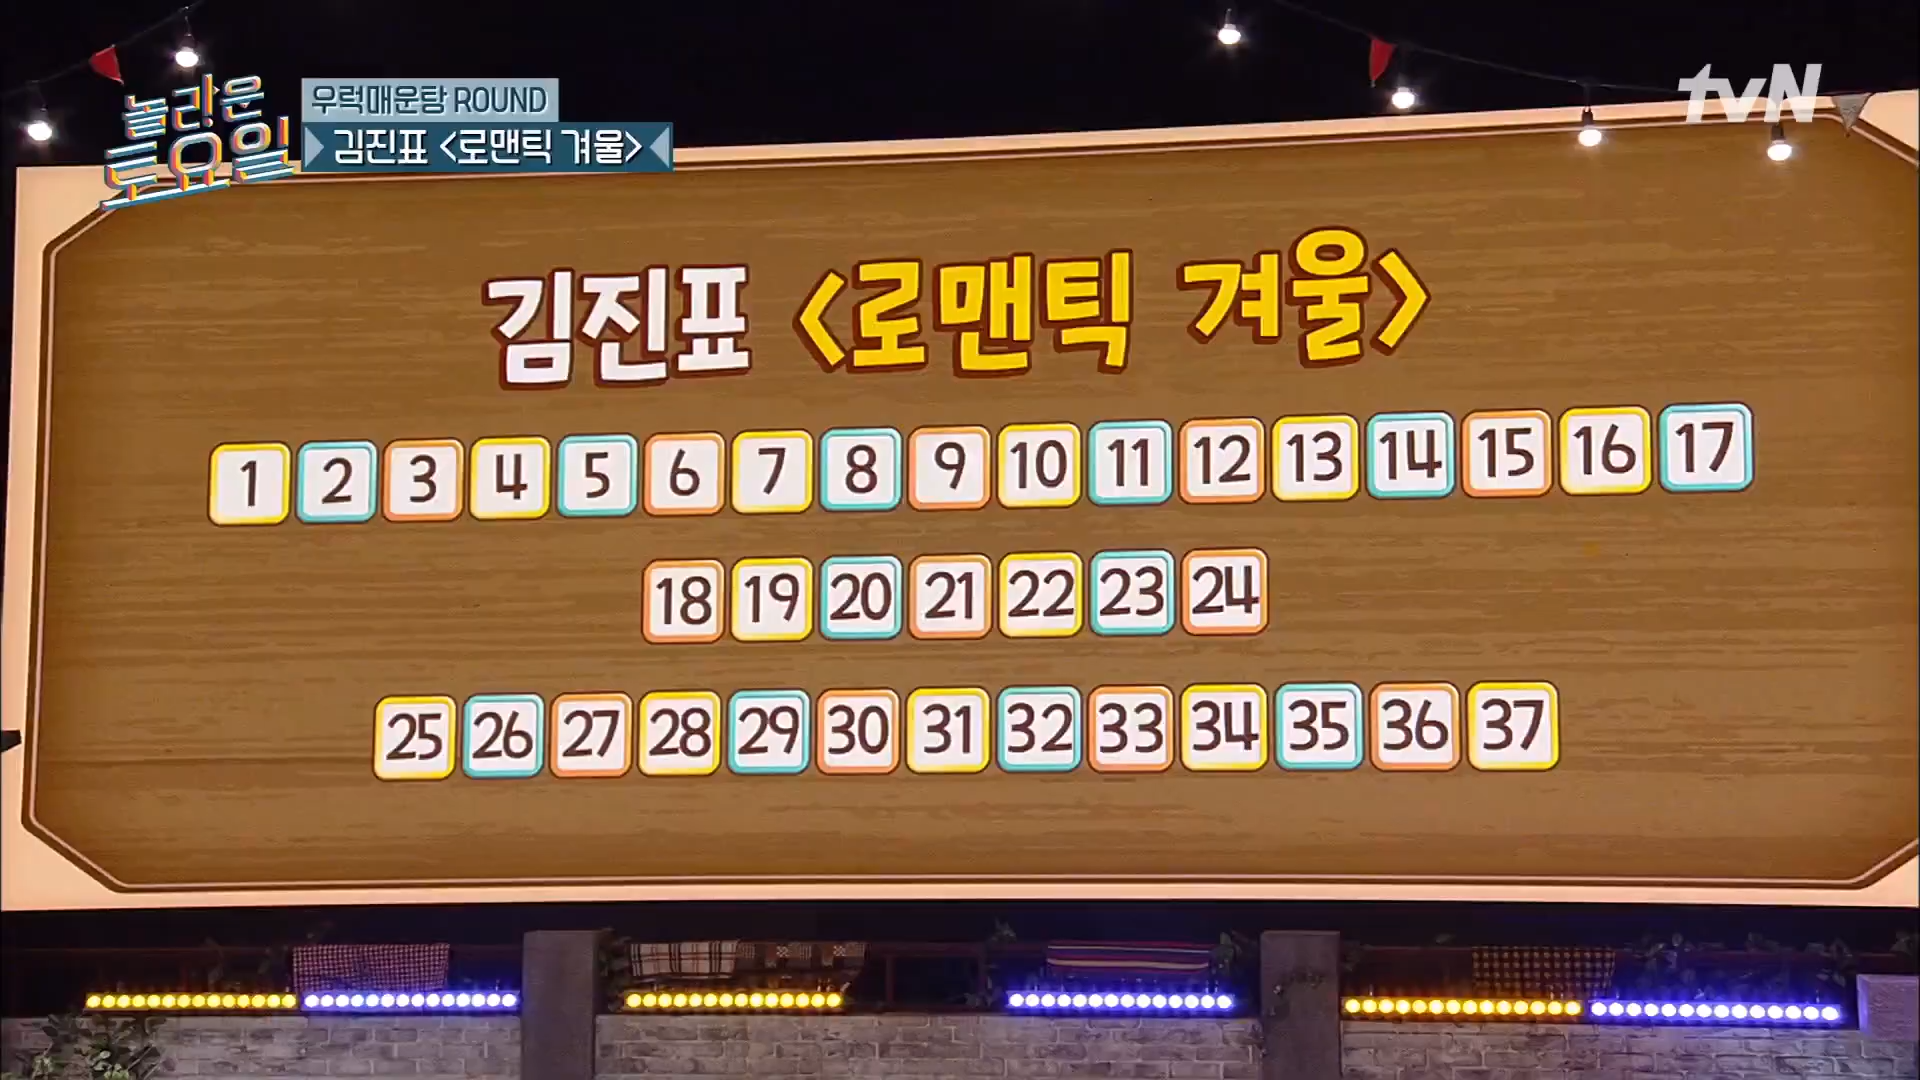 놀라운
토요일
우럭매운탕 ROUND
김진표 <로맨틱 겨울>
tvN
김진표 <로맨틱 겨울>
1 2 3 4 5 6 7 8 9 10 11 12 13 14 15 16 17
18 19 20 21 22 23 24
25 26 27 28 29 30 31 32 33 34 35 36 37